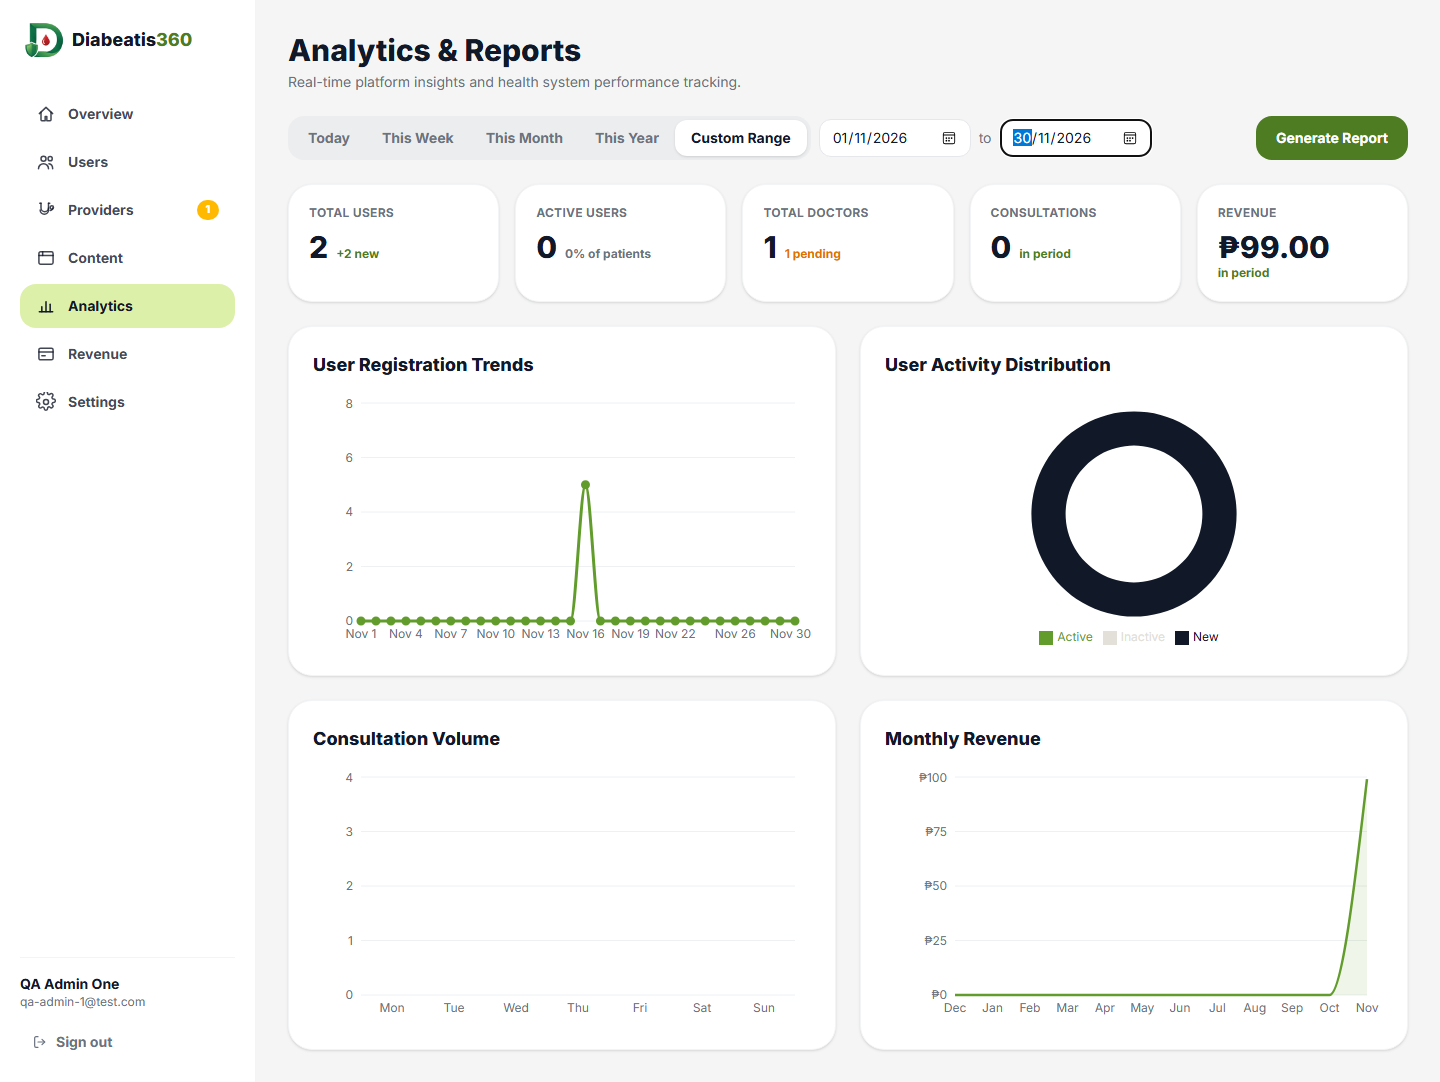 Diabeatis360
Overview
Users
Providers 1
Content
Analytics
Revenue
Settings
QA Admin One
qa-admin-1@test.com
Sign out
Analytics & Reports
Real-time platform insights and health system performance tracking.
Today This Week This Month This Year Custom Range 01/11/2026 to 30/11/2026 Generate Report
TOTAL USERS
2 +2 new
ACTIVE USERS
0 0% of patients
TOTAL DOCTORS
1 1 pending
CONSULTATIONS
0 in period
REVENUE
₱99.00
in period
User Registration Trends
8
6
4
2
0
Nov 1 Nov 4 Nov 7 Nov 10 Nov 13 Nov 16 Nov 19 Nov 22 Nov 26 Nov 30
User Activity Distribution
Active Inactive New
Consultation Volume
4
3
2
1
0
Mon Tue Wed Thu Fri Sat Sun
Monthly Revenue
₱100
₱75
₱50
₱25
₱0
Dec Jan Feb Mar Apr May Jun Jul Aug Sep Oct Nov